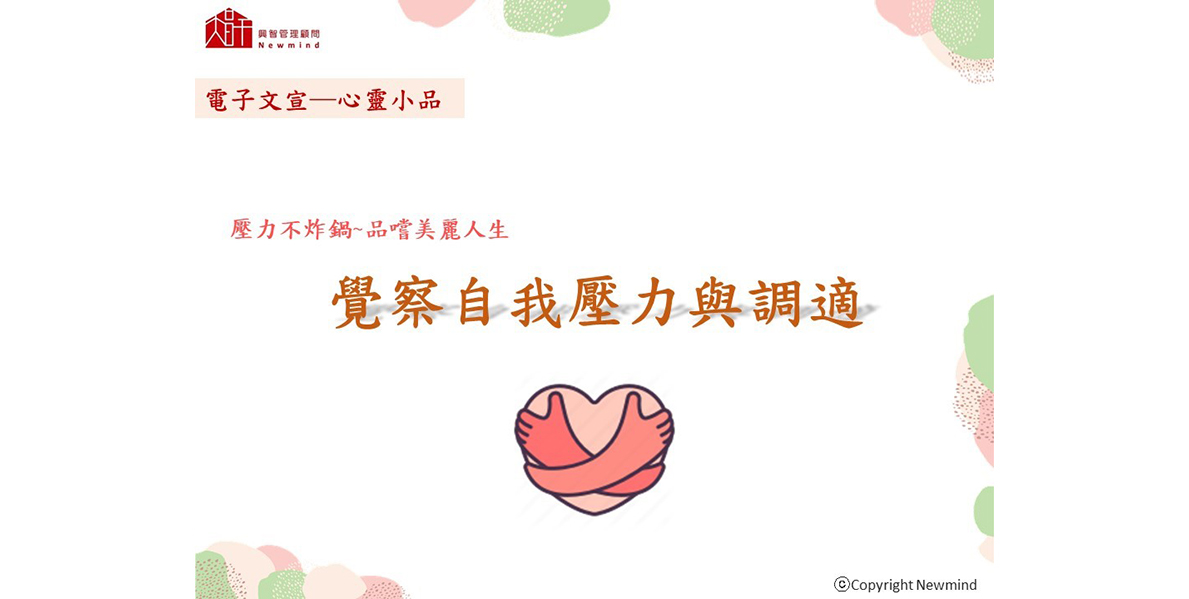 興智管理顧問
Newmind
電子文宣—心靈小品
壓力不炸鍋~品嚐美麗人生
覺察自我壓力與調適
ⓒCopyright Newmind